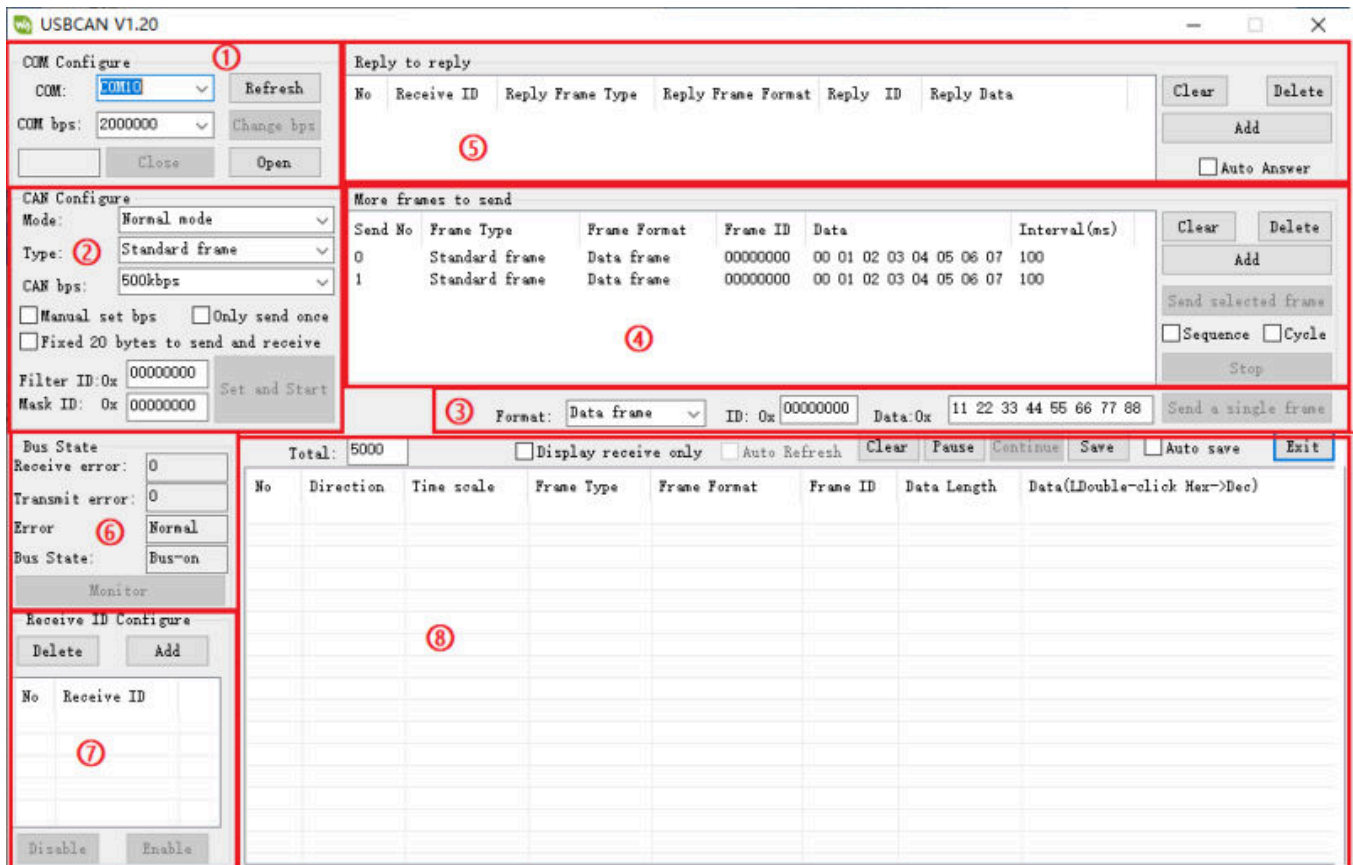 USBCAN V1.20
COM Configure
①
COM: COM10 Refresh
COM bps: 2000000 Change bps
Close Open
CAN Configure
Mode: Normal mode
Type: ② Standard frame
CAN bps: 500kbps
Manual set bps Only send once
Fixed 20 bytes to send and receive
Filter ID:0x 00000000
Set and Start
Mask ID: 0x 00000000
Reply to reply
No Receive ID Reply Frame Type Reply Frame Format Reply ID Reply Data
⑤
Clear Delete
Add
Auto Answer
More frames to send
Send No Frame Type Frame Format Frame ID Data Interval(ms)
0 Standard frame Data frame 00000000 00 01 02 03 04 05 06 07 100
1 Standard frame Data frame 00000000 00 01 02 03 04 05 06 07 100
④
Clear Delete
Add
Send selected frame
Sequence Cycle
Stop
③ Format: Data frame ID: 0x 00000000 Data:0x 11 22 33 44 55 66 77 88 Send a single frame
Bus State
Receive error: 0
Transmit error: 0
Error ⑥ Normal
Bus State: Bus-on
Monitor
Receive ID Configure
Delete Add
No Receive ID
⑦
Disable Enable
Total: 5000 Display receive only Auto Refresh Clear Pause Continue Save Auto save Exit
No Direction Time scale Frame Type Frame Format Frame ID Data Length Data(LDouble-click Hex->Dec)
⑧